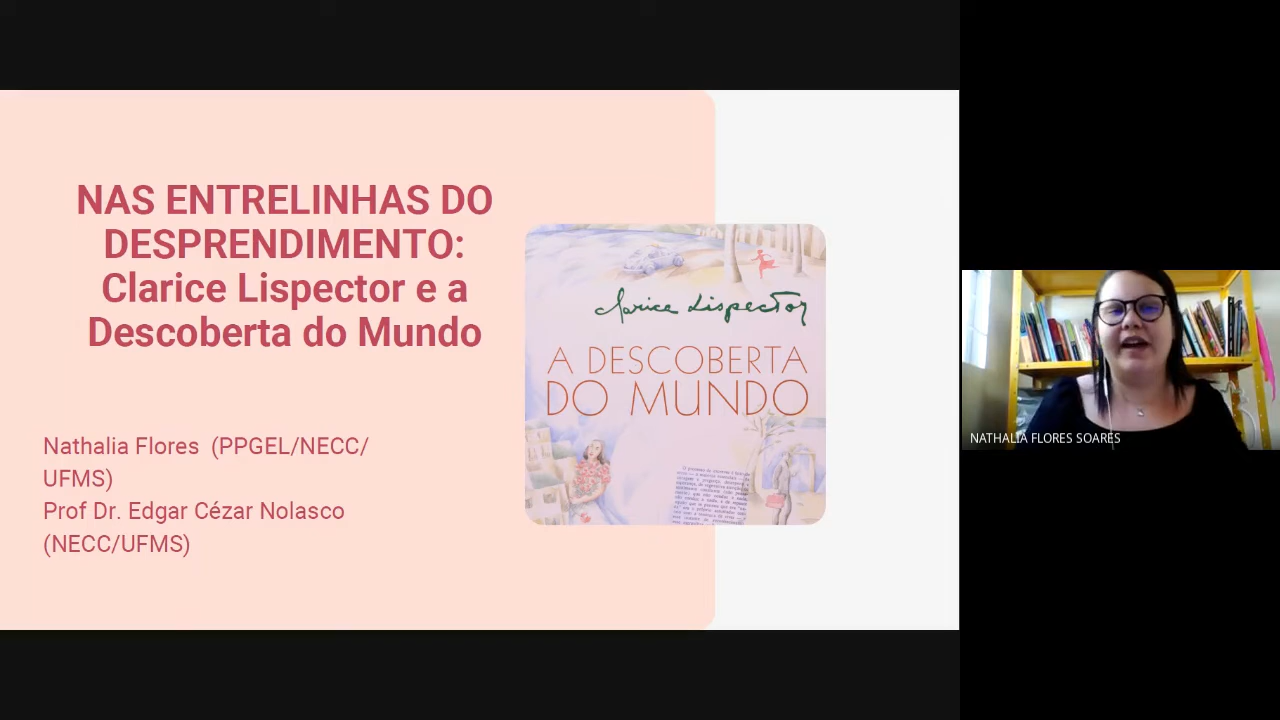 NAS ENTRELINHAS DO
DESPRENDIMENTO:
Clarice Lispector e a
Descoberta do Mundo
Nathalia Flores (PPGEL/NECC/
UFMS)
Prof Dr. Edgar Cézar Nolasco
(NECC/UFMS)
Clarice Lispector
A DESCOBERTA
DO MUNDO
NATHALIA FLORES SOARES